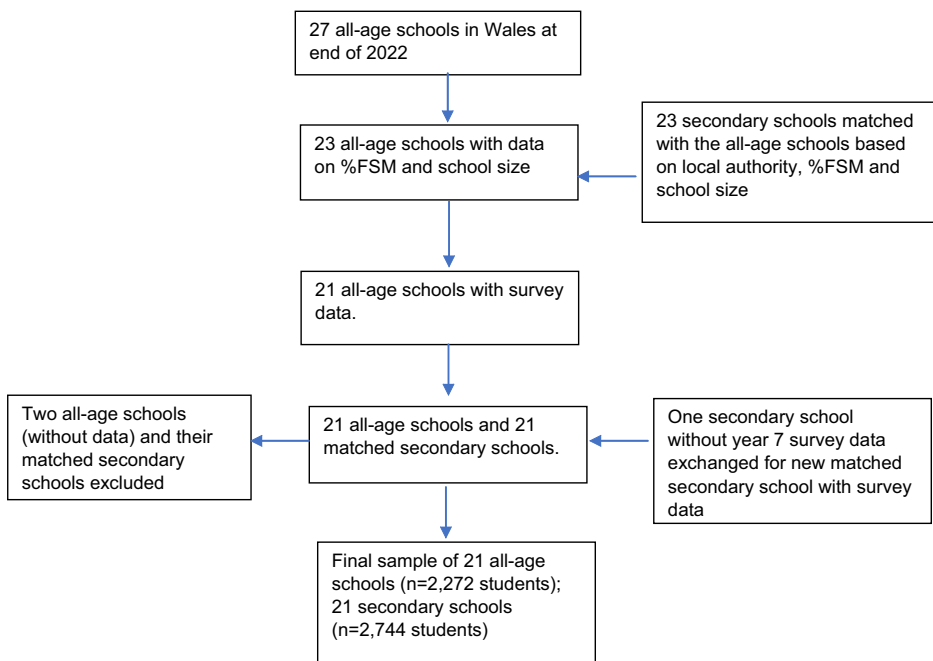 27 all-age schools in Wales at
end of 2022
23 all-age schools with data
on %FSM and school size
23 secondary schools matched
with the all-age schools based
on local authority, %FSM and
school size
21 all-age schools with survey
data.
Two all-age schools
(without data) and their
matched secondary
schools excluded
21 all-age schools and 21
matched secondary schools.
One secondary school
without year 7 survey data
exchanged for new matched
secondary school with survey
data
Final sample of 21 all-age
schools (n=2,272 students);
21 secondary schools
(n=2,744 students)